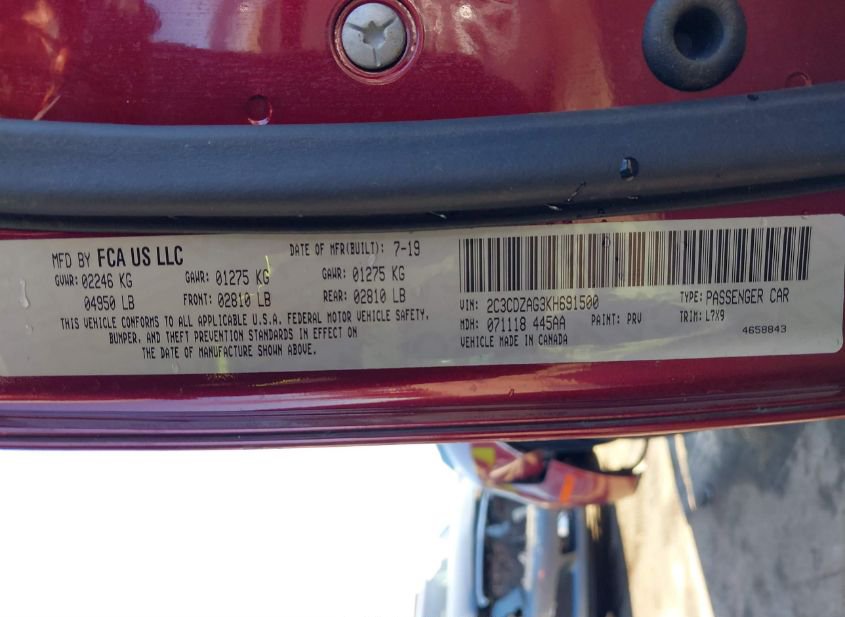 MFD BY FCA US LLC DATE OF MFR(BUILT): 7-19
GVWR: 02246 KG GAWR: 01275 KG GAWR: 01275 KG
04950 LB FRONT: 02810 LB REAR: 02810 LB
THIS VEHICLE CONFORMS TO ALL APPLICABLE U.S.A. FEDERAL MOTOR VEHICLE SAFETY,
BUMPER, AND THEFT PREVENTION STANDARDS IN EFFECT ON
THE DATE OF MANUFACTURE SHOWN ABOVE.
VIN: 2C3CDZAG3KH691500 TYPE: PASSENGER CAR
MDH: 071118 445AA PAINT: PRV TRIM: L7X9
VEHICLE MADE IN CANADA 4658843